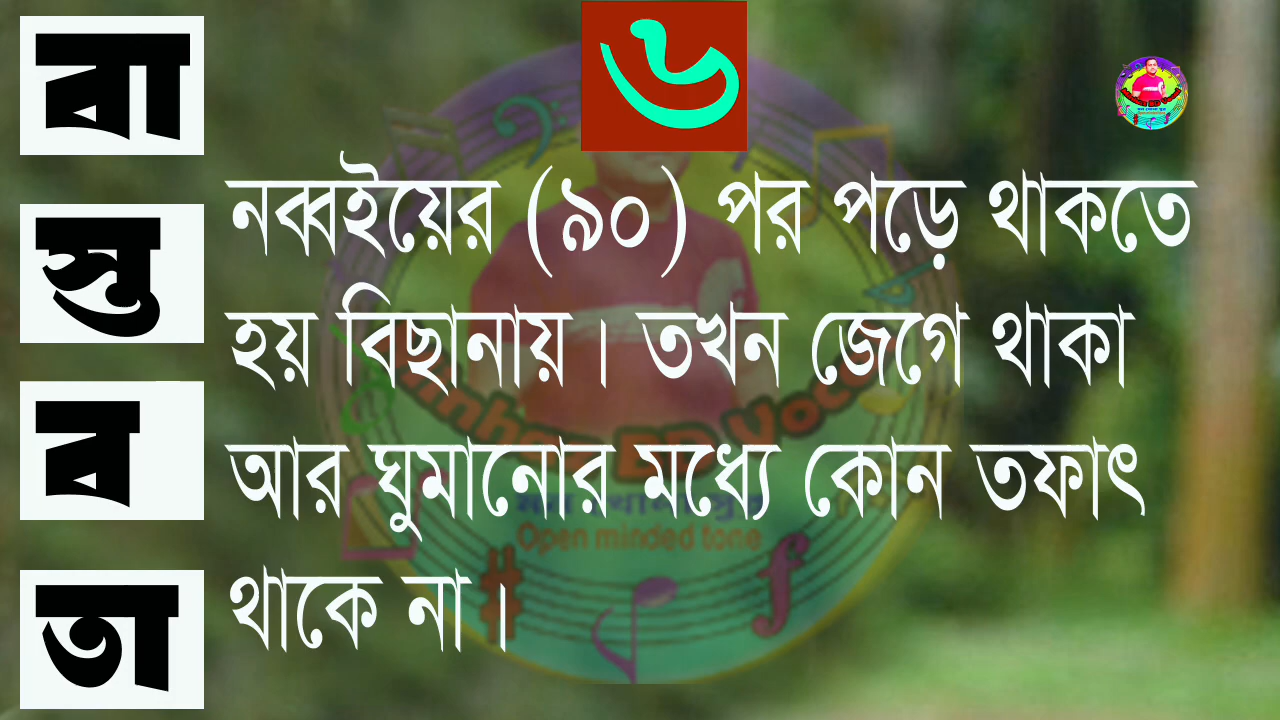 ৬
বা
স্ত
ব
তা
নব্বইয়ের (৯০) পর পড়ে থাকতে
হয় বিছানায়। তখন জেগে থাকা
আর ঘুমানোর মধ্যে কোন তফাৎ
থাকে না।
Open minded tone